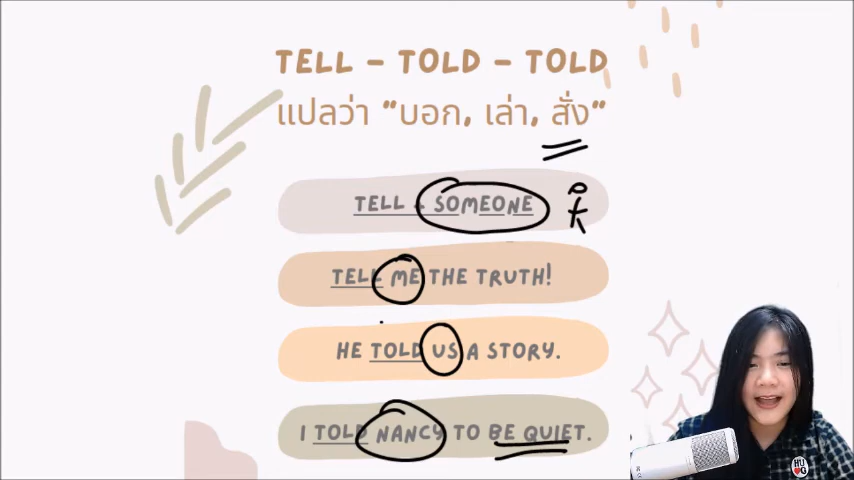 TELL - TOLD - TOLD
แปลว่า "บอก, เล่า, สั่ง"
TELL + SOMEONE
TELL ME THE TRUTH!
HE TOLD US A STORY.
I TOLD NANCY TO BE QUIET.
HU
G